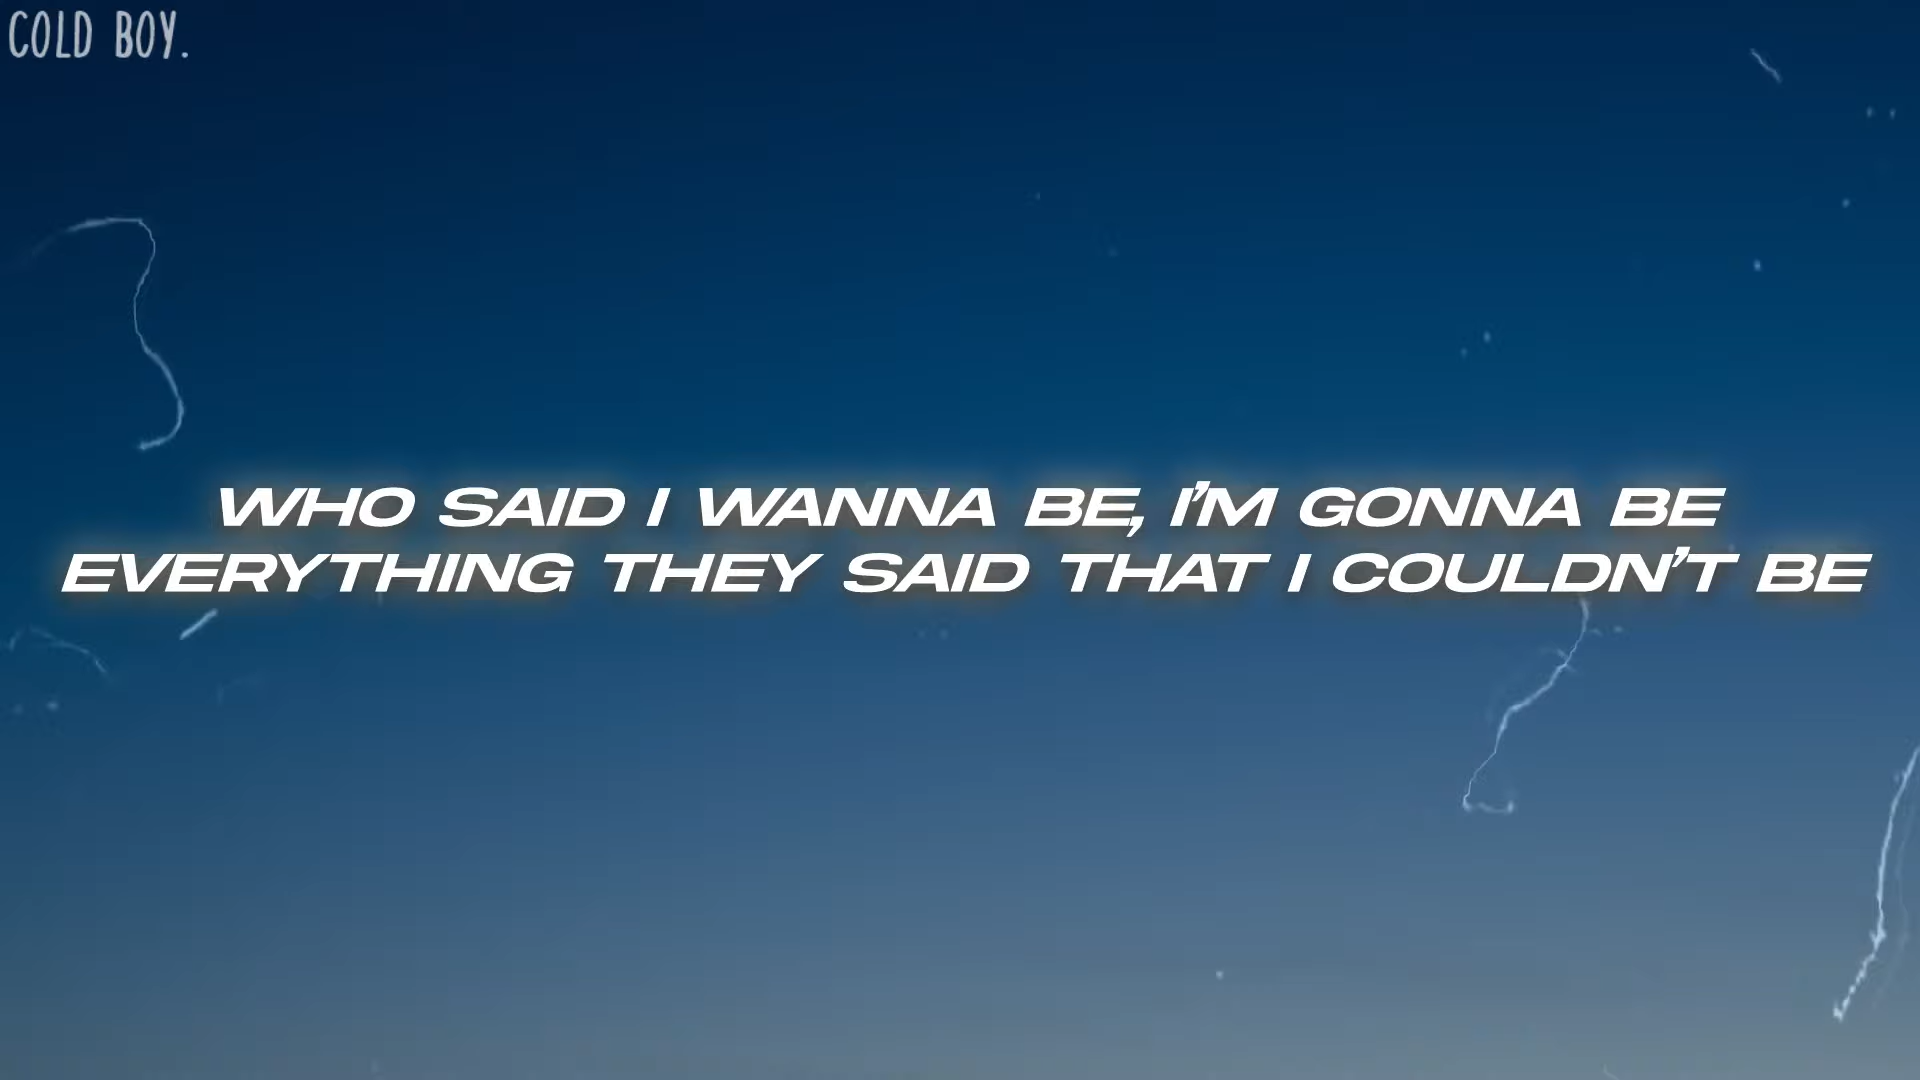 COLD BOY.
WHO SAID I WANNA BE, I'M GONNA BE
EVERYTHING THEY SAID THAT I COULDN'T BE